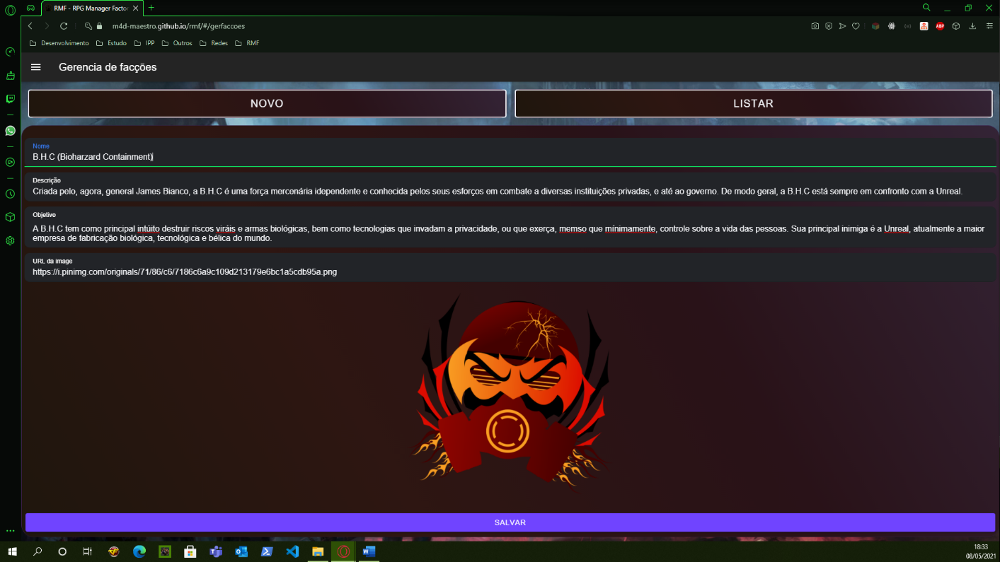 RMF - RPG Manager Factor
m4d-maestro.github.io/rmf/#/gerfaccoes
ABP
Desenvolvimento Estudo IPP Outros Redes RMF
Gerencia de facções
NOVO LISTAR
Nome
B.H.C (Bioharzard Containment)
Descrição
Criada pelo, agora, general James Bianco, a B.H.C é uma força mercenária idependente e conhecida pelos seus esforços em combate a diversas instituições privadas, e até ao governo. De modo geral, a B.H.C está sempre em confronto com a Unreal.
Objetivo
A B.H.C tem como principal intúito destruir riscos viráis e armas biológicas, bem como tecnologias que invadam a privacidade, ou que exerça, memso que mínimamente, controle sobre a vida das pessoas. Sua principal inimiga é a Unreal, atualmente a maior
empresa de fabricação biológica, tecnológica e bélica do mundo.
URL da image
https://i.pinimg.com/originals/71/86/c6/7186c6a9c109d213179e6bc1a5cdb95a.png
SALVAR
18:33
08/05/2021